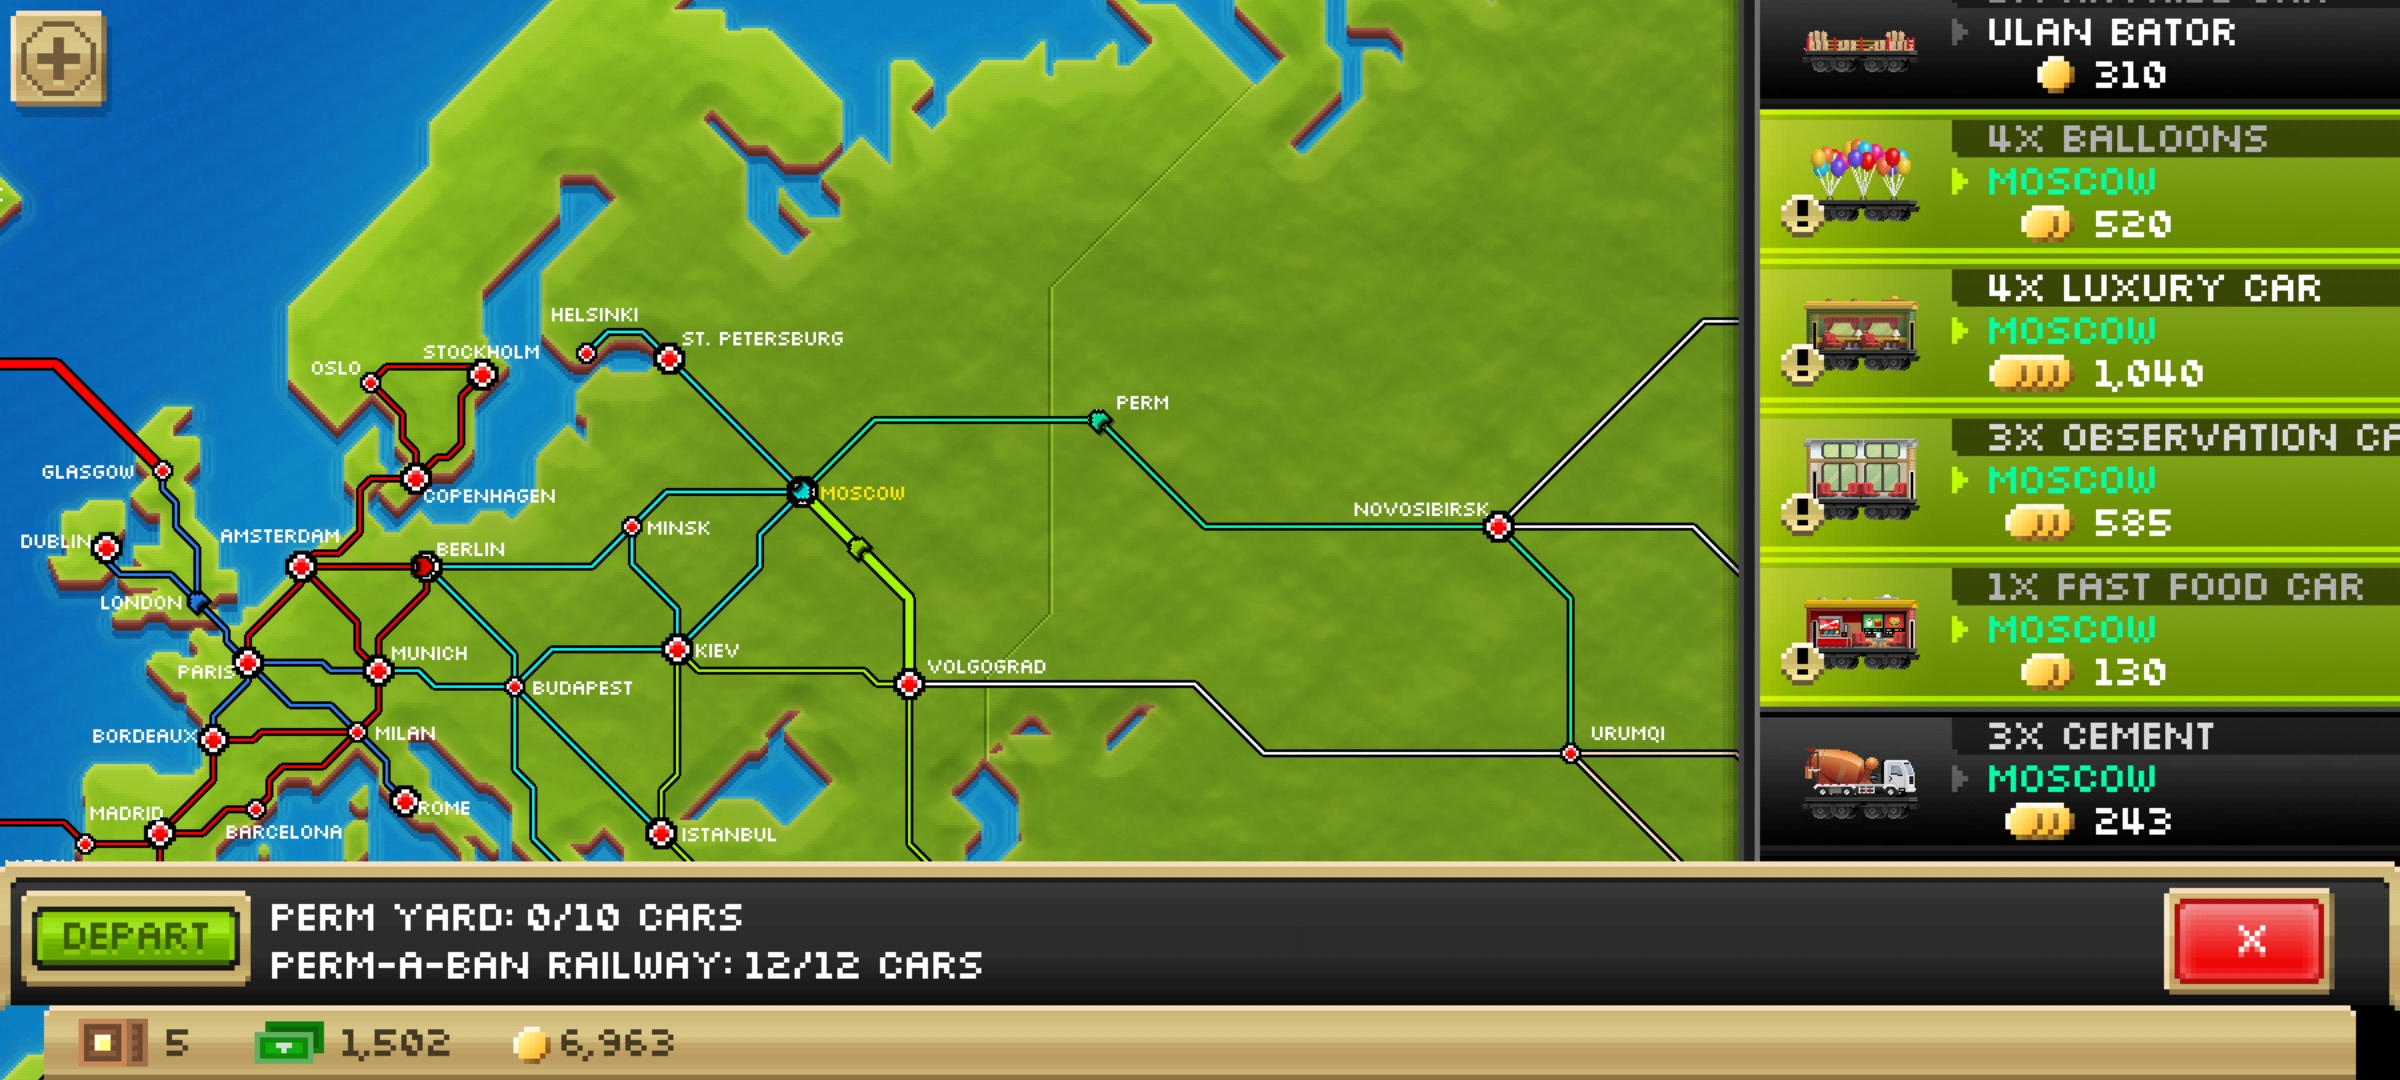 ULAN BATOR
310
4X BALLOONS
MOSCOW
520
4X LUXURY CAR
MOSCOW
1,040
3X OBSERVATION CA
MOSCOW
585
1X FAST FOOD CAR
MOSCOW
130
3X CEMENT
MOSCOW
243
HELSINKI
ST. PETERSBURG
STOCKHOLM
OSLO
PERM
GLASGOW
COPENHAGEN
MOSCOW
NOVOSIBIRSK
MINSK
AMSTERDAM
DUBLIN
BERLIN
LONDON
MUNICH
KIEV
VOLGOGRAD
PARIS
BUDAPEST
BORDEAUX
MILAN
URUMQI
MADRID
ROME
BARCELONA
ISTANBUL
DEPART
PERM YARD: 0/10 CARS
PERM-A-BAN RAILWAY: 12/12 CARS
X
5
1,502
6,963